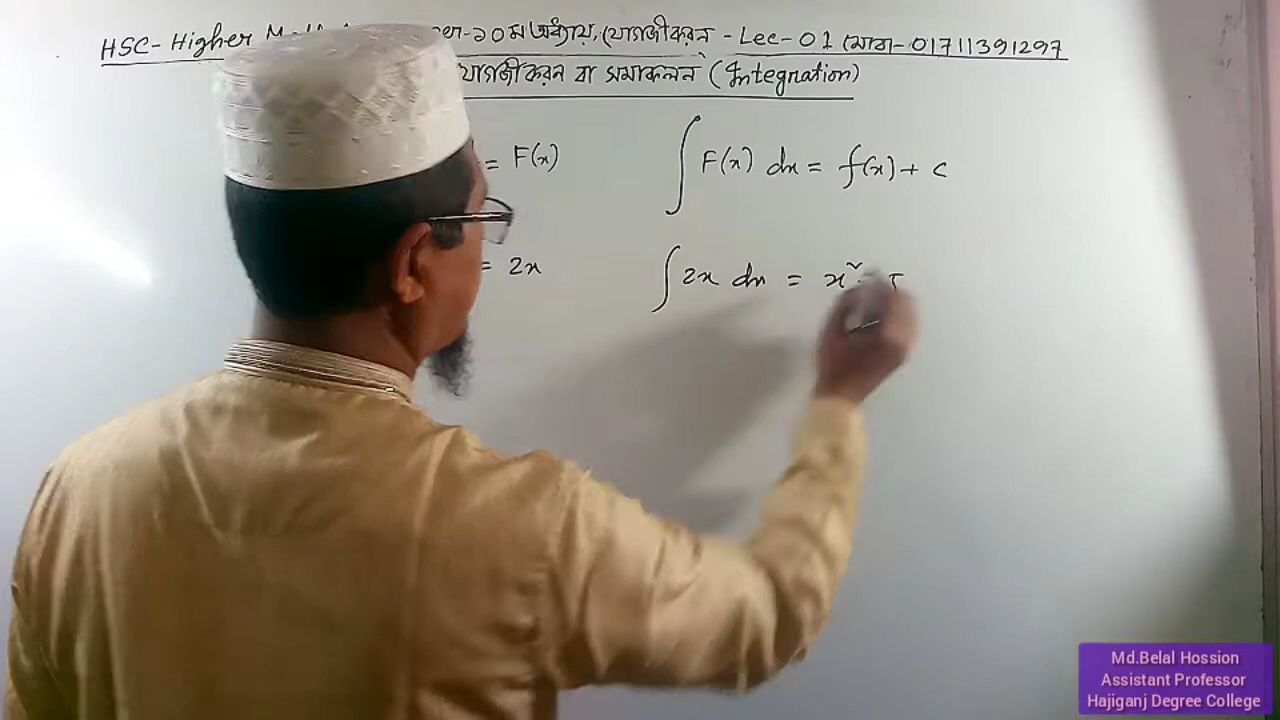 HSC- Higher Math -১০ম অধ্যায়, যোগজীকরন - Lec-01 মোবা-01711391297
যোগজীকরন বা সমাকলন (Integration)
= F(x) ∫ F(x) dx = f(x) + c
= 2x ∫ 2x dx = x²
Md.Belal Hossion
Assistant Professor
Hajiganj Degree College